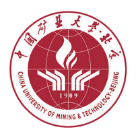 中国矿业大学·北京
1909
CHINA UNIVERSITY OF MINING & TECHNOLOGY·BEIJING